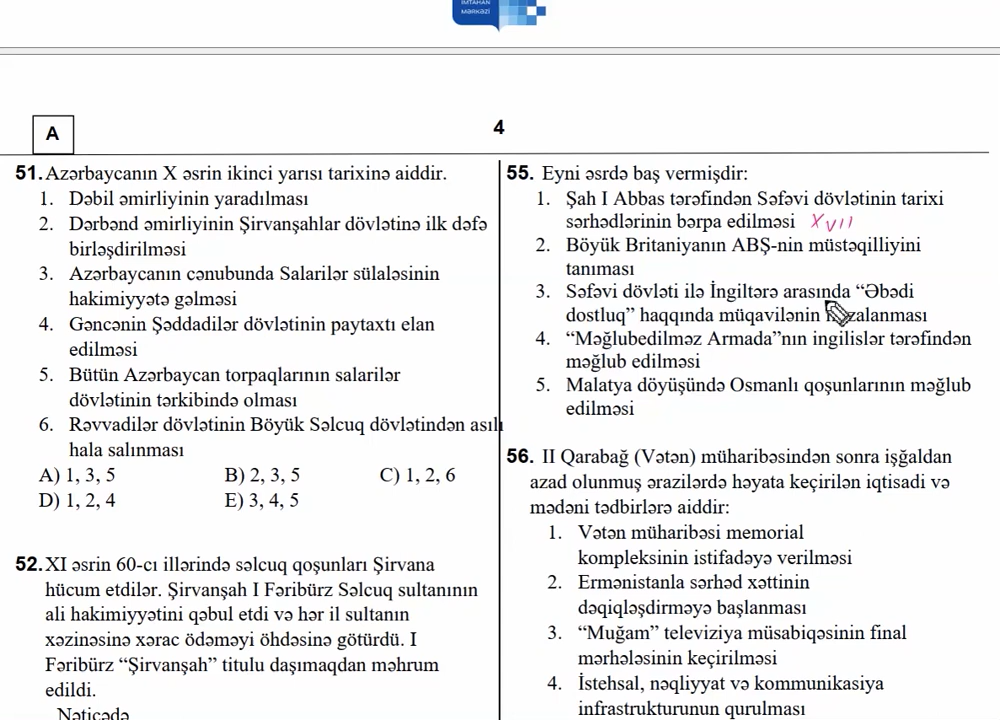 İMTAHAN
MƏRKƏZİ
A
4
51. Azərbaycanın X əsrin ikinci yarısı tarixinə aiddir.
1. Dəbil əmirliyinin yaradılması
2. Dərbənd əmirliyinin Şirvanşahlar dövlətinə ilk dəfə
birləşdirilməsi
3. Azərbaycanın cənubunda Salarilər sülaləsinin
hakimiyyətə gəlməsi
4. Gəncənin Şəddadilər dövlətinin paytaxtı elan
edilməsi
5. Bütün Azərbaycan torpaqlarının salarilər
dövlətinin tərkibində olması
6. Rəvvadilər dövlətinin Böyük Səlcuq dövlətindən asılı
hala salınması
A) 1, 3, 5 B) 2, 3, 5 C) 1, 2, 6
D) 1, 2, 4 E) 3, 4, 5
52. XI əsrin 60-cı illərində səlcuq qoşunları Şirvana
hücum etdilər. Şirvanşah I Fəribürz Səlcuq sultanının
ali hakimiyyətini qəbul etdi və hər il sultanın
xəzinəsinə xərac ödəməyi öhdəsinə götürdü. I
Fəribürz “Şirvanşah” titulu daşımaqdan məhrum
edildi.
Nəticədə
55. Eyni əsrdə baş vermişdir:
1. Şah I Abbas tərəfindən Səfəvi dövlətinin tarixi
sərhədlərinin bərpa edilməsi XVII
2. Böyük Britaniyanın ABŞ-nin müstəqilliyini
tanıması
3. Səfəvi dövləti ilə İngiltərə arasında “Əbədi
dostluq” haqqında müqavilənin
4. “Məğlubedilməz Armada”nın ingilislər tərəfindən
məğlub edilməsi
5. Malatya döyüşündə Osmanlı qoşunlarının məğlub
edilməsi
56. II Qarabağ (Vətən) müharibəsindən sonra işğaldan
azad olunmuş ərazilərdə həyata keçirilən iqtisadi və
mədəni tədbirlərə aiddir:
1. Vətən müharibəsi memorial
kompleksinin istifadəyə verilməsi
2. Ermənistanla sərhəd xəttinin
dəqiqləşdirməyə başlanması
3. “Muğam” televiziya müsabiqəsinin final
mərhələsinin keçirilməsi
4. İstehsal, nəqliyyat və kommunikasiya
infrastrukturunun qurulması